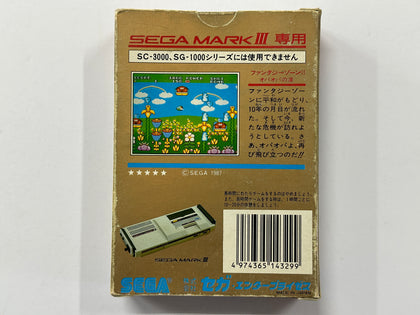 SEGA MARK III 専用
SC-3000、SG-1000シリーズには使用できません
ファンタジーゾーンII
オパオパの涙
ファンタジーゾー
ンに平和がもどり、
10年の月日が流れ
た。そして今、新
たな危機が訪れよ
うとしている。さ
あ、オパオパよ、再
び飛び立つのだ!!
★★★★★
© SEGA 1987
SEGA MARK III
4 974365 143299
SEGA
セガ・エンタープライゼス
MADE IN JAPAN